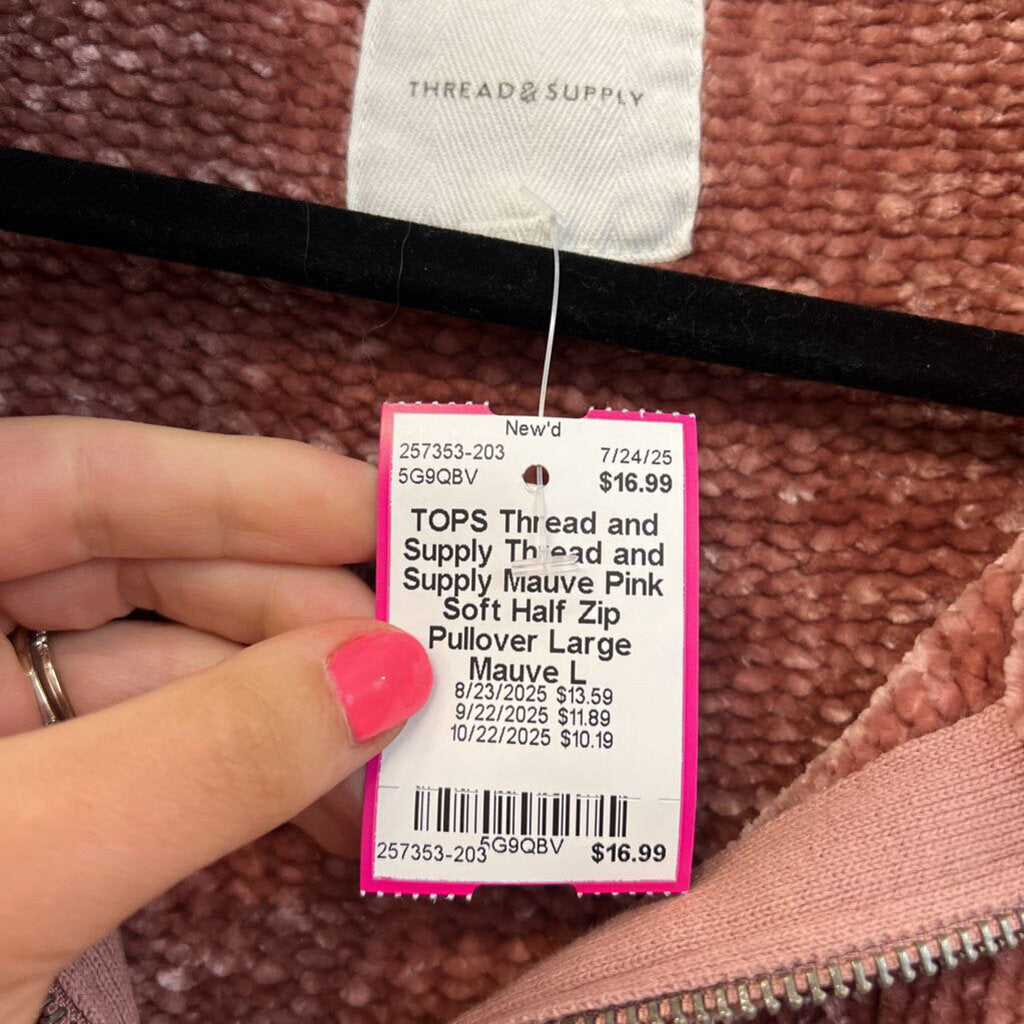 THREAD & SUPPLY
New'd
257353-203 7/24/25
5G9QBV $16.99
TOPS Thread and
Supply Thread and
Supply Mauve Pink
Soft Half Zip
Pullover Large
Mauve L
8/23/2025 $13.59
9/22/2025 $11.89
10/22/2025 $10.19
257353-203 5G9QBV $16.99